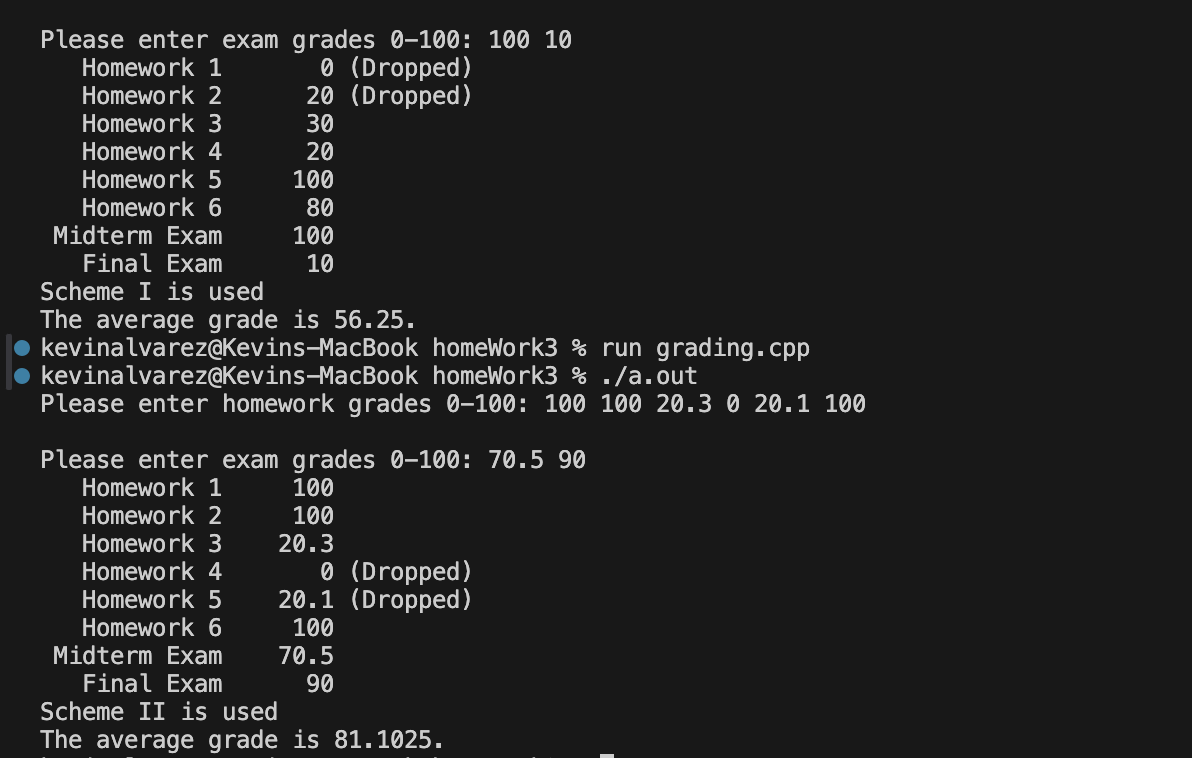 Please enter exam grades 0-100: 100 10
Homework 1 0 (Dropped)
Homework 2 20 (Dropped)
Homework 3 30
Homework 4 20
Homework 5 100
Homework 6 80
Midterm Exam 100
Final Exam 10
Scheme I is used
The average grade is 56.25.
kevinalvarez@Kevins-MacBook homeWork3 % run grading.cpp
kevinalvarez@Kevins-MacBook homeWork3 % ./a.out
Please enter homework grades 0-100: 100 100 20.3 0 20.1 100
Please enter exam grades 0-100: 70.5 90
Homework 1 100
Homework 2 100
Homework 3 20.3
Homework 4 0 (Dropped)
Homework 5 20.1 (Dropped)
Homework 6 100
Midterm Exam 70.5
Final Exam 90
Scheme II is used
The average grade is 81.1025.